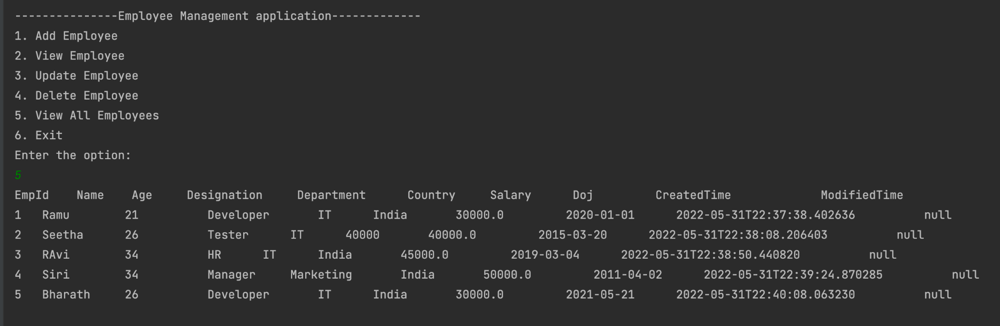 ---------------Employee Management application-------------
1. Add Employee
2. View Employee
3. Update Employee
4. Delete Employee
5. View All Employees
6. Exit
Enter the option:
5
EmpId    Name    Age     Designation     Department      Country     Salary      Doj         CreatedTime             ModifiedTime
1   Ramu        21          Developer       IT      India       30000.0         2020-01-01      2022-05-31T22:37:38.402636          null
2   Seetha      26          Tester      IT      40000       40000.0         2015-03-20      2022-05-31T22:38:08.206403          null
3   RAvi        34          HR      IT      India       45000.0         2019-03-04      2022-05-31T22:38:50.440820          null
4   Siri        34          Manager     Marketing       India       50000.0         2011-04-02      2022-05-31T22:39:24.870285          null
5   Bharath     26          Developer       IT      India       30000.0         2021-05-21      2022-05-31T22:40:08.063230          null